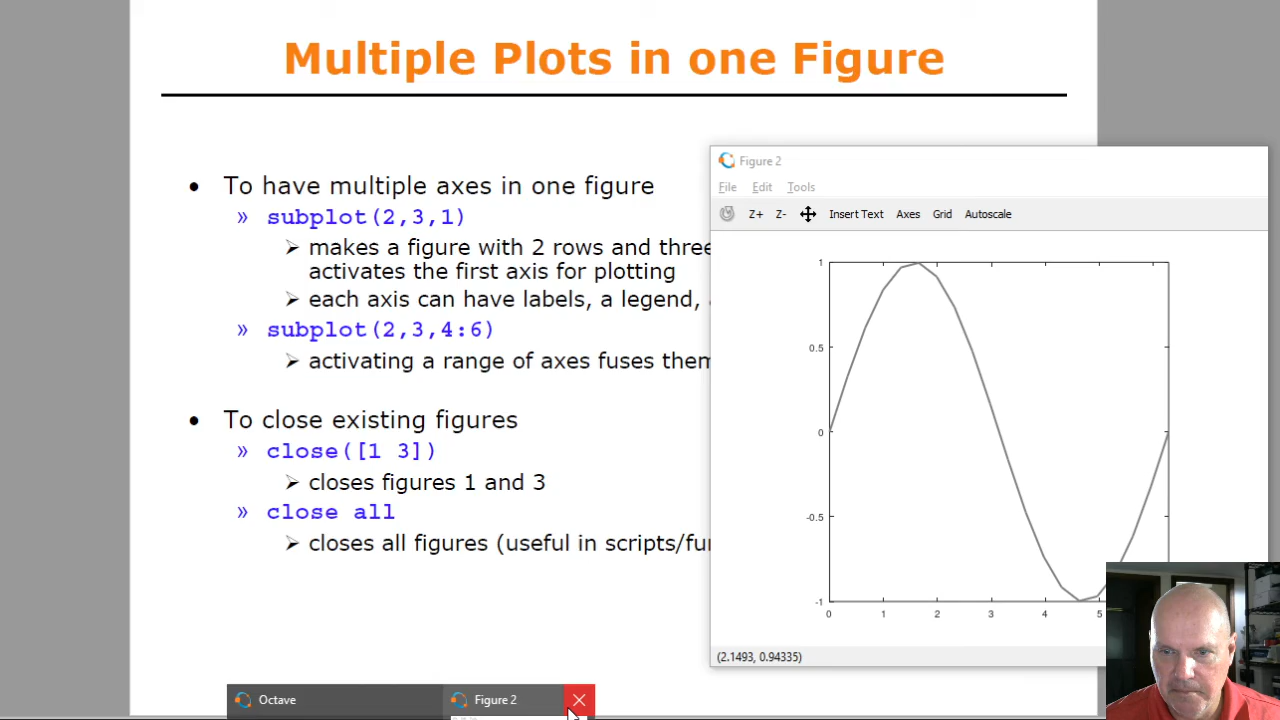 Multiple Plots in one Figure
• To have multiple axes in one figure
» subplot(2,3,1)
➢ makes a figure with 2 rows and three
activates the first axis for plotting
➢ each axis can have labels, a legend,
» subplot(2,3,4:6)
➢ activating a range of axes fuses them
• To close existing figures
» close([1 3])
➢ closes figures 1 and 3
» close all
➢ closes all figures (useful in scripts/fu
Figure 2
File Edit Tools
Z+ Z- Insert Text Axes Grid Autoscale
1
0.5
0
-0.5
-1
0 1 2 3 4 5
(2.1493, 0.94335)
Octave
Figure 2